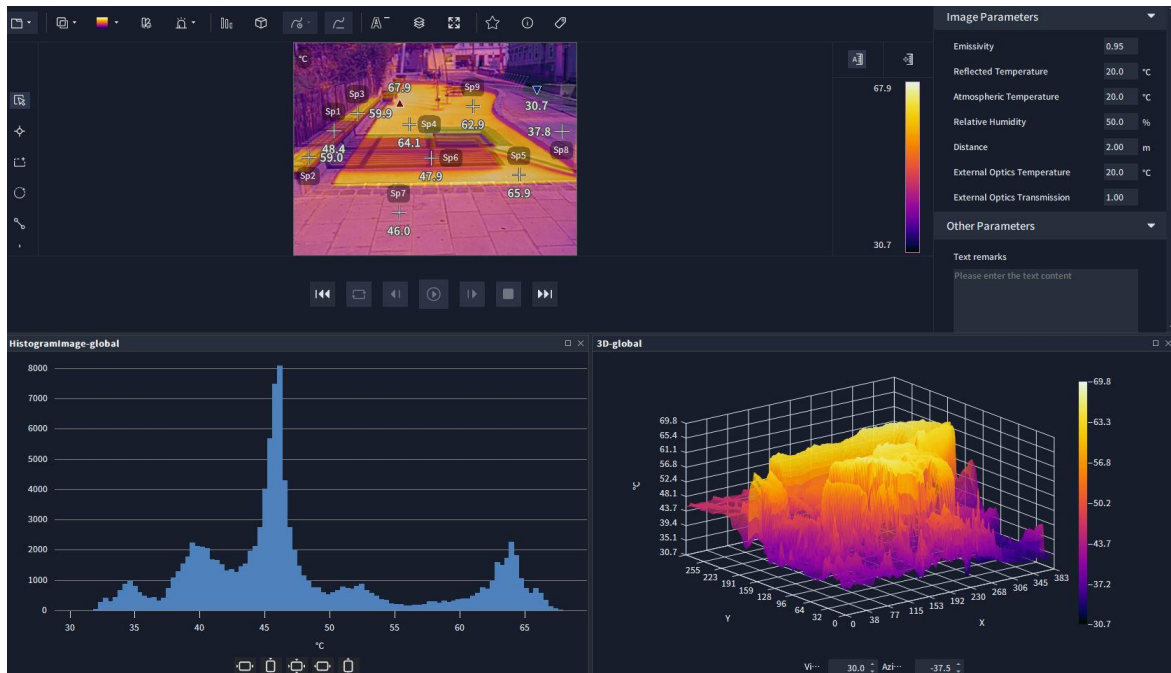 Image Parameters
Emissivity 0.95
Reflected Temperature 20.0 °C
Atmospheric Temperature 20.0 °C
Relative Humidity 50.0 %
Distance 2.00 m
External Optics Temperature 20.0 °C
External Optics Transmission 1.00
Other Parameters
Text remarks
Please enter the text content
°C
67.9
Sp9
30.7
Sp3
59.9
Sp1
Sp4
62.9
37.8
64.1
48.4
59.0
Sp6
Sp5
Sp8
Sp2
47.9
65.9
Sp7
46.0
A
67.9
30.7
HistogramImage-global
8000
7000
6000
5000
4000
3000
2000
1000
0
30 35 40 45 50 55 60 65
°C
3D-global
69.8
65.4
61.1
56.8
52.4
48.1
43.7
39.4
35.1
30.7
°C
255 223 191 159 128 96 64 32 0
Y
0 38 77 115 153 192 230 268 306 345 383
X
69.8
63.3
56.8
50.2
43.7
37.2
30.7
Vi··· 30.0 Azi··· -37.5